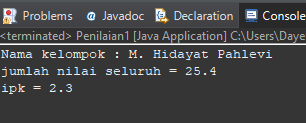 Problems @ Javadoc Declaration Console
<terminated> Penilaian1 [Java Application] C:\Users\Daye
Nama kelompok : M. Hidayat Pahlevi
jumlah nilai seluruh = 25.4
ipk = 2.3